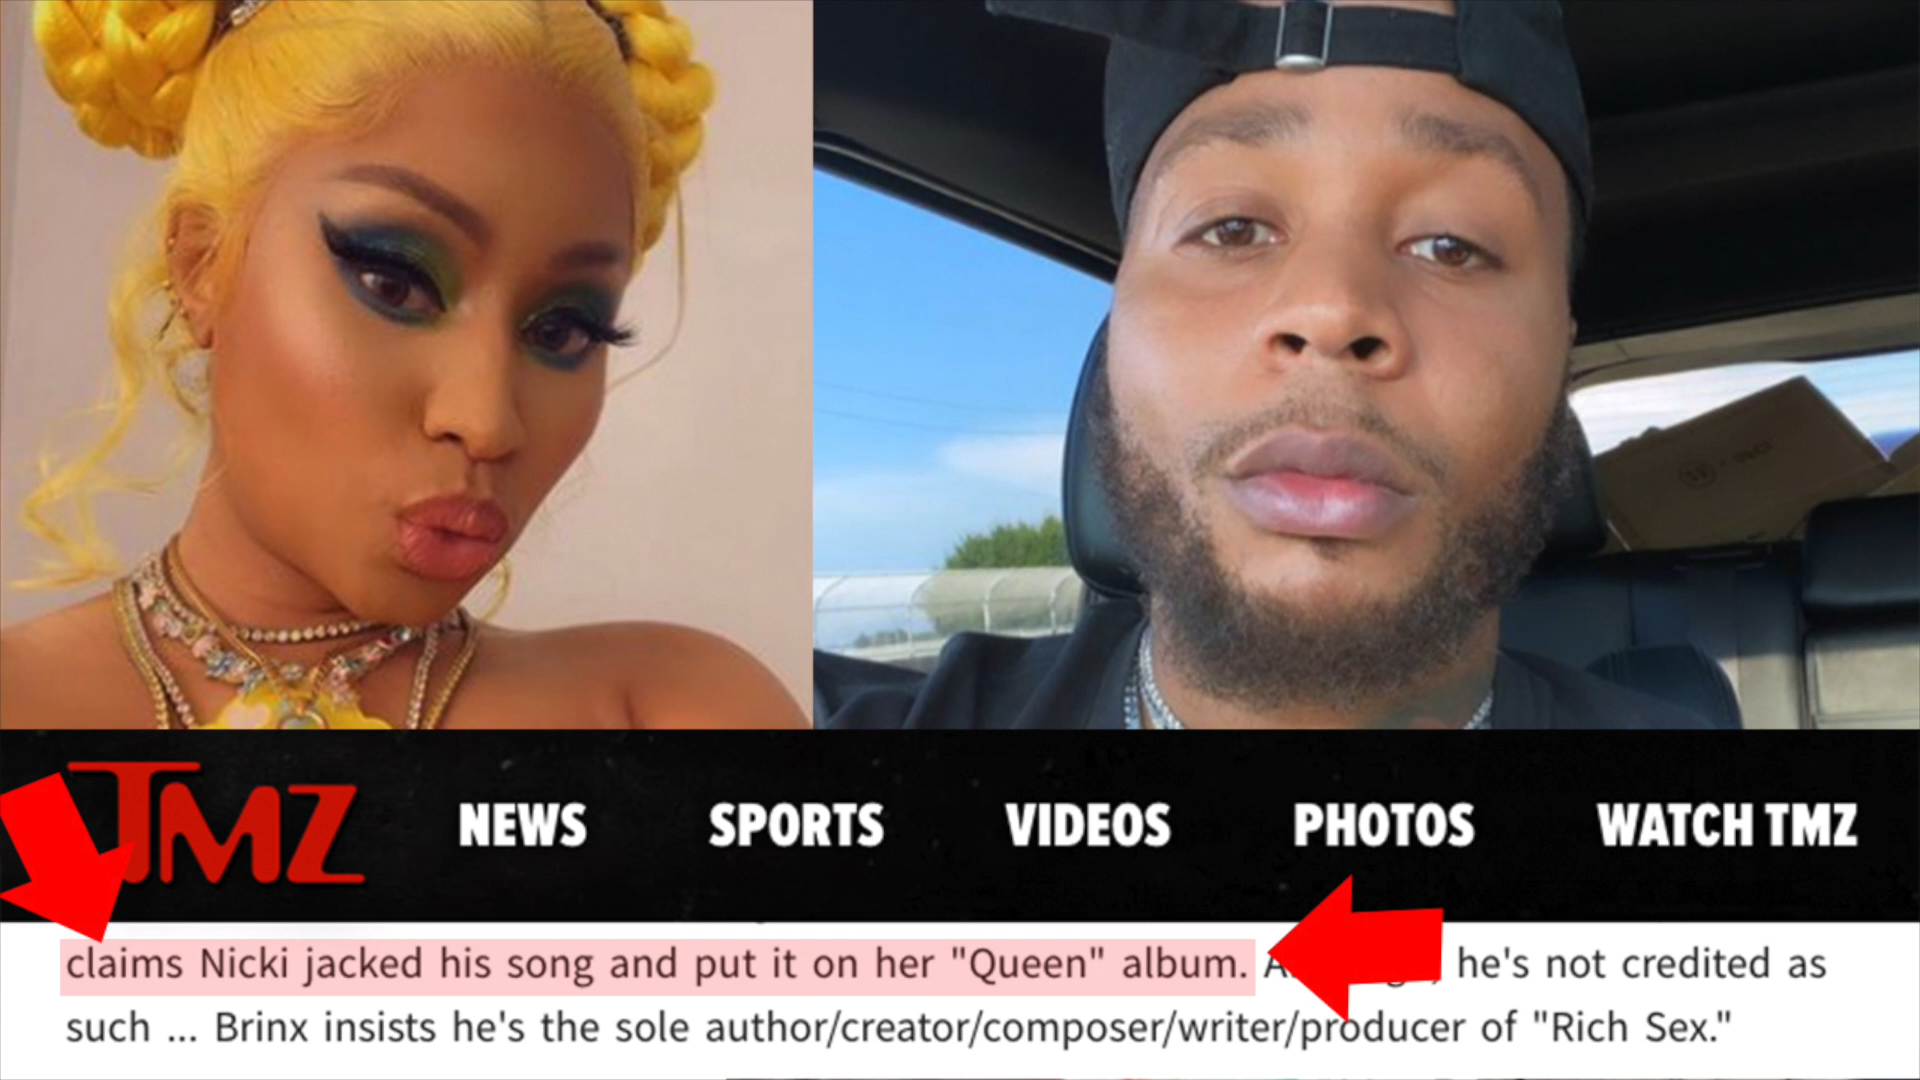 TMZ NEWS SPORTS VIDEOS PHOTOS WATCH TMZ
claims Nicki jacked his song and put it on her "Queen" album. he's not credited as
such ... Brinx insists he's the sole author/creator/composer/writer/producer of "Rich Sex."